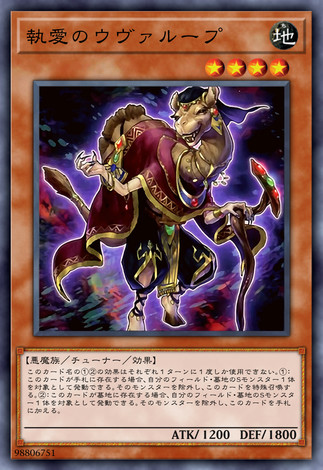 執愛のウヴァループ
地
【悪魔族/チューナー/効果】
このカード名の①②の効果はそれぞれ1ターンに1度しか使用できない。①:
このカードが手札に存在する場合、自分のフィールド・墓地のSモンスター1体
を対象として発動できる。そのモンスターを除外し、このカードを特殊召喚す
る。②:このカードが墓地に存在する場合、自分のフィールド・墓地のSモンス
ター1体を対象として発動できる。そのモンスターを除外し、このカードを手札
に加える。
ATK/1200 DEF/1800
98806751